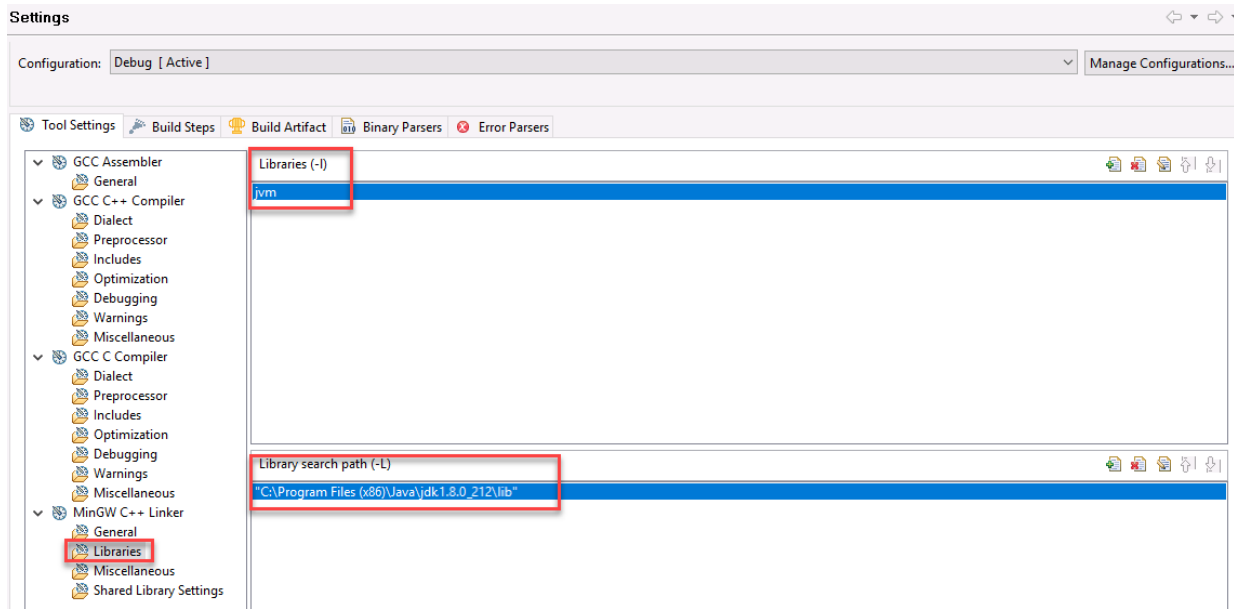 Settings
Configuration: Debug [ Active ]
Manage Configurations...
Tool Settings
Build Steps
Build Artifact
Binary Parsers
Error Parsers
GCC Assembler
General
GCC C++ Compiler
Dialect
Preprocessor
Includes
Optimization
Debugging
Warnings
Miscellaneous
GCC C Compiler
Dialect
Preprocessor
Includes
Optimization
Debugging
Warnings
Miscellaneous
MinGW C++ Linker
General
Libraries
Miscellaneous
Shared Library Settings
Libraries (-l)
jvm
Library search path (-L)
"C:\Program Files (x86)\Java\jdk1.8.0_212\lib"